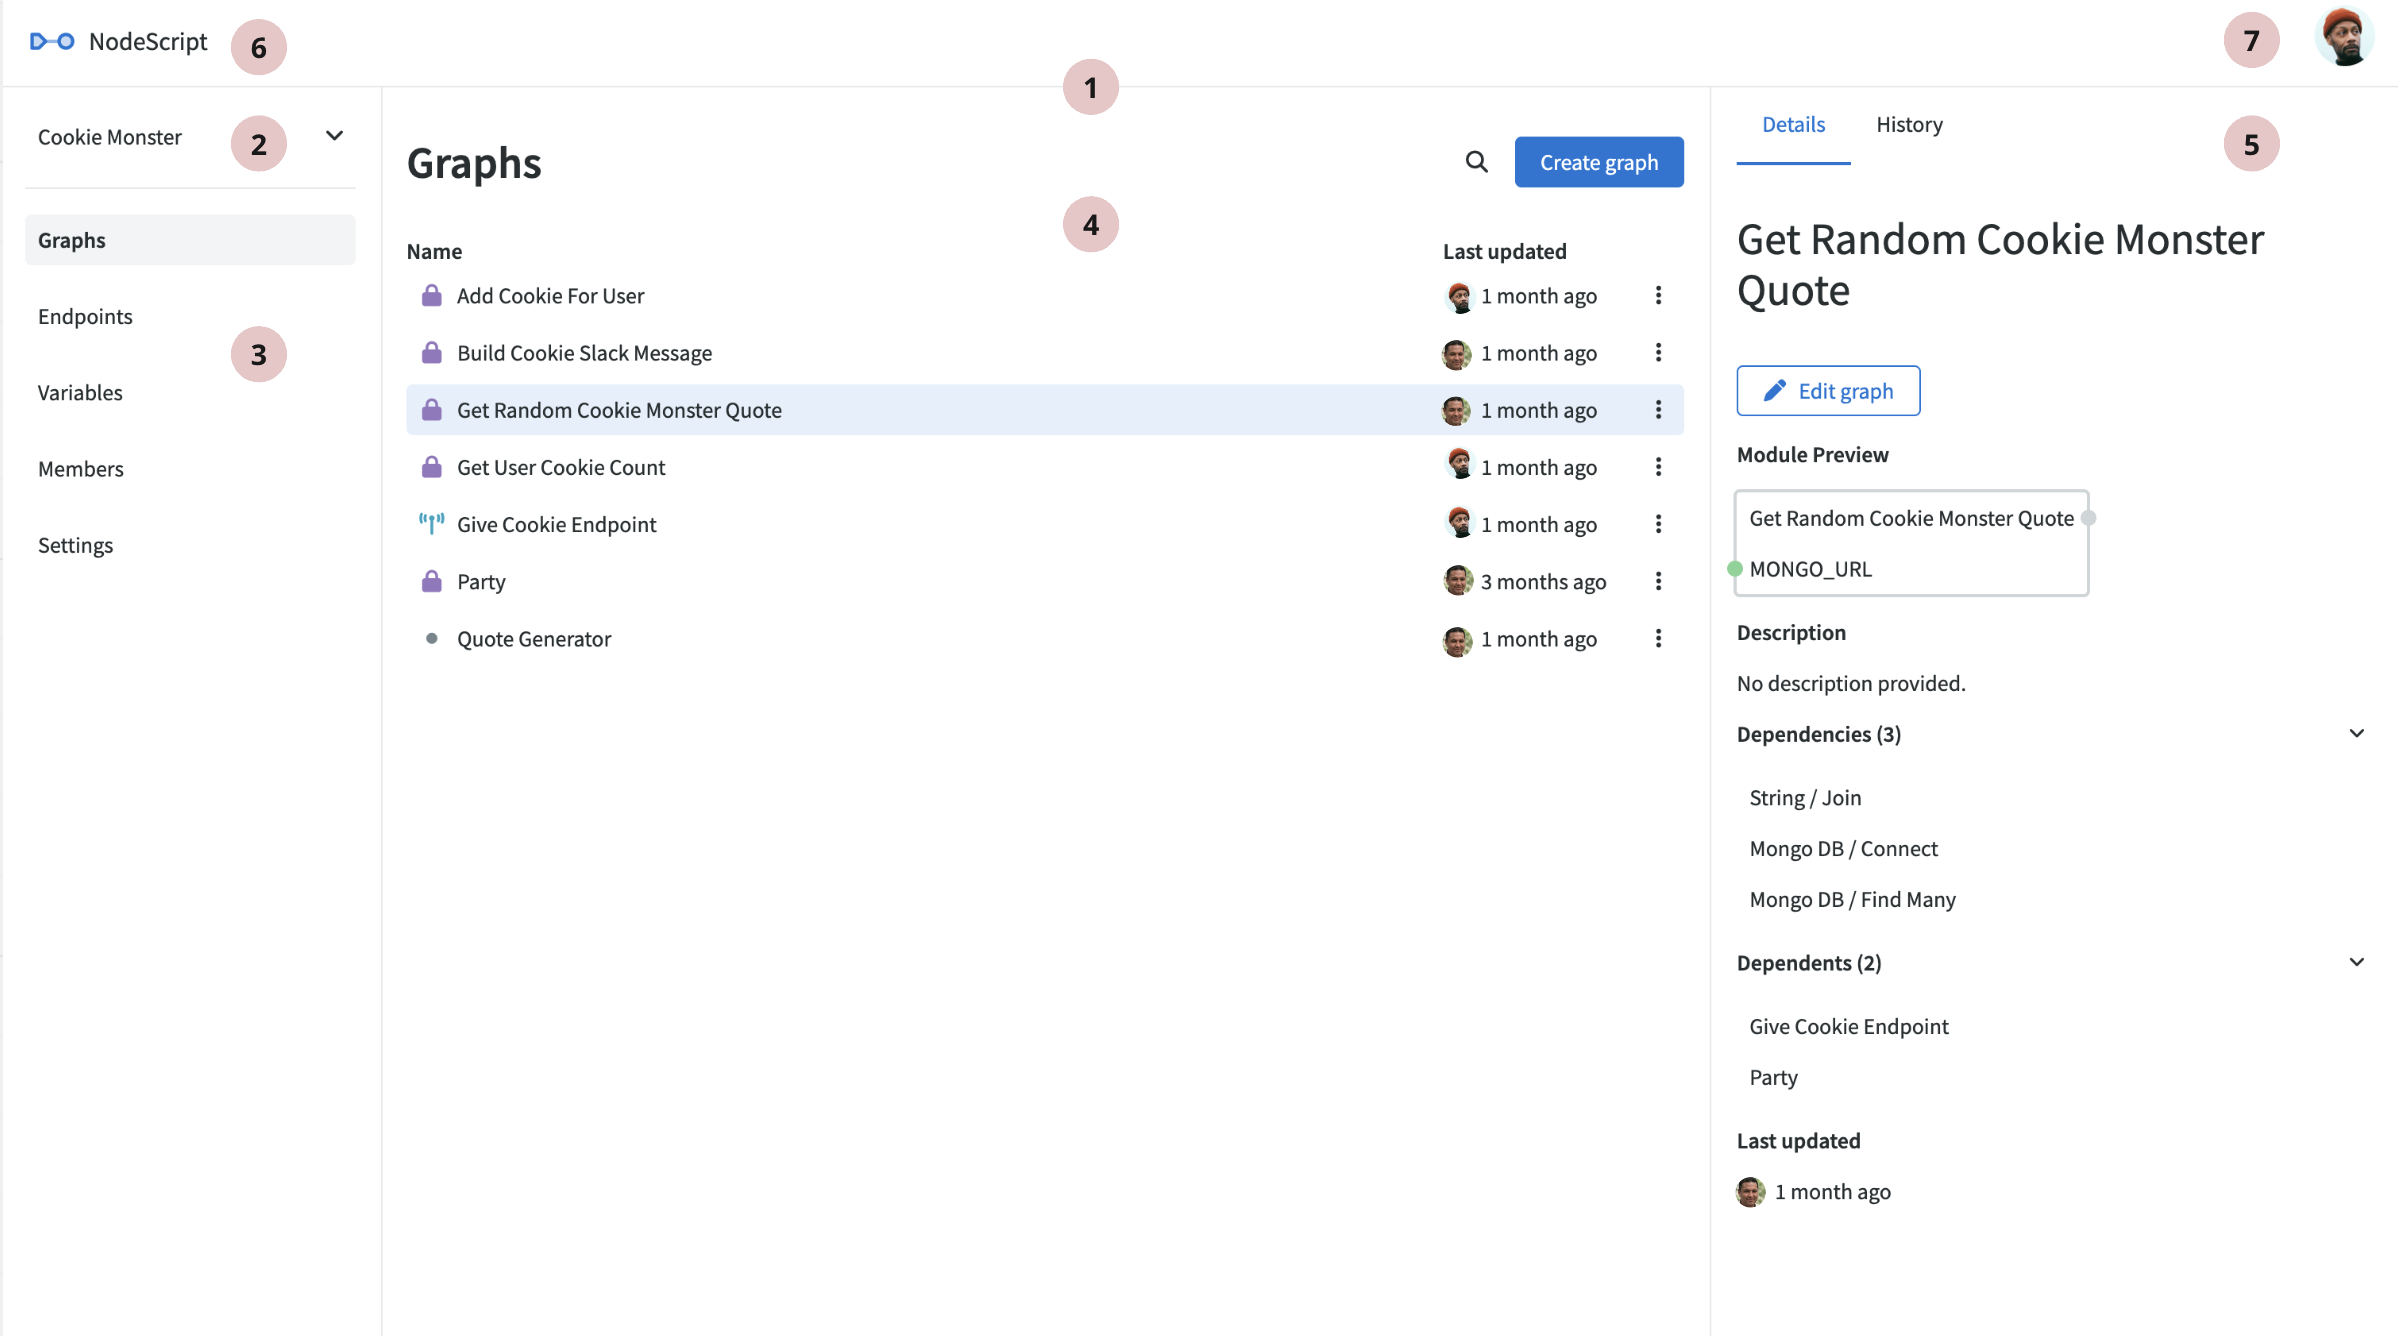 NodeScript
6
7
1
Cookie Monster
2
Graphs
Endpoints
3
Variables
Members
Settings
Graphs
Create graph
4
Name Last updated
Add Cookie For User 1 month ago
Build Cookie Slack Message 1 month ago
Get Random Cookie Monster Quote 1 month ago
Get User Cookie Count 1 month ago
Give Cookie Endpoint 1 month ago
Party 3 months ago
Quote Generator 1 month ago
Details History
5
Get Random Cookie Monster
Quote
Edit graph
Module Preview
Get Random Cookie Monster Quote
MONGO_URL
Description
No description provided.
Dependencies (3)
String / Join
Mongo DB / Connect
Mongo DB / Find Many
Dependents (2)
Give Cookie Endpoint
Party
Last updated
1 month ago